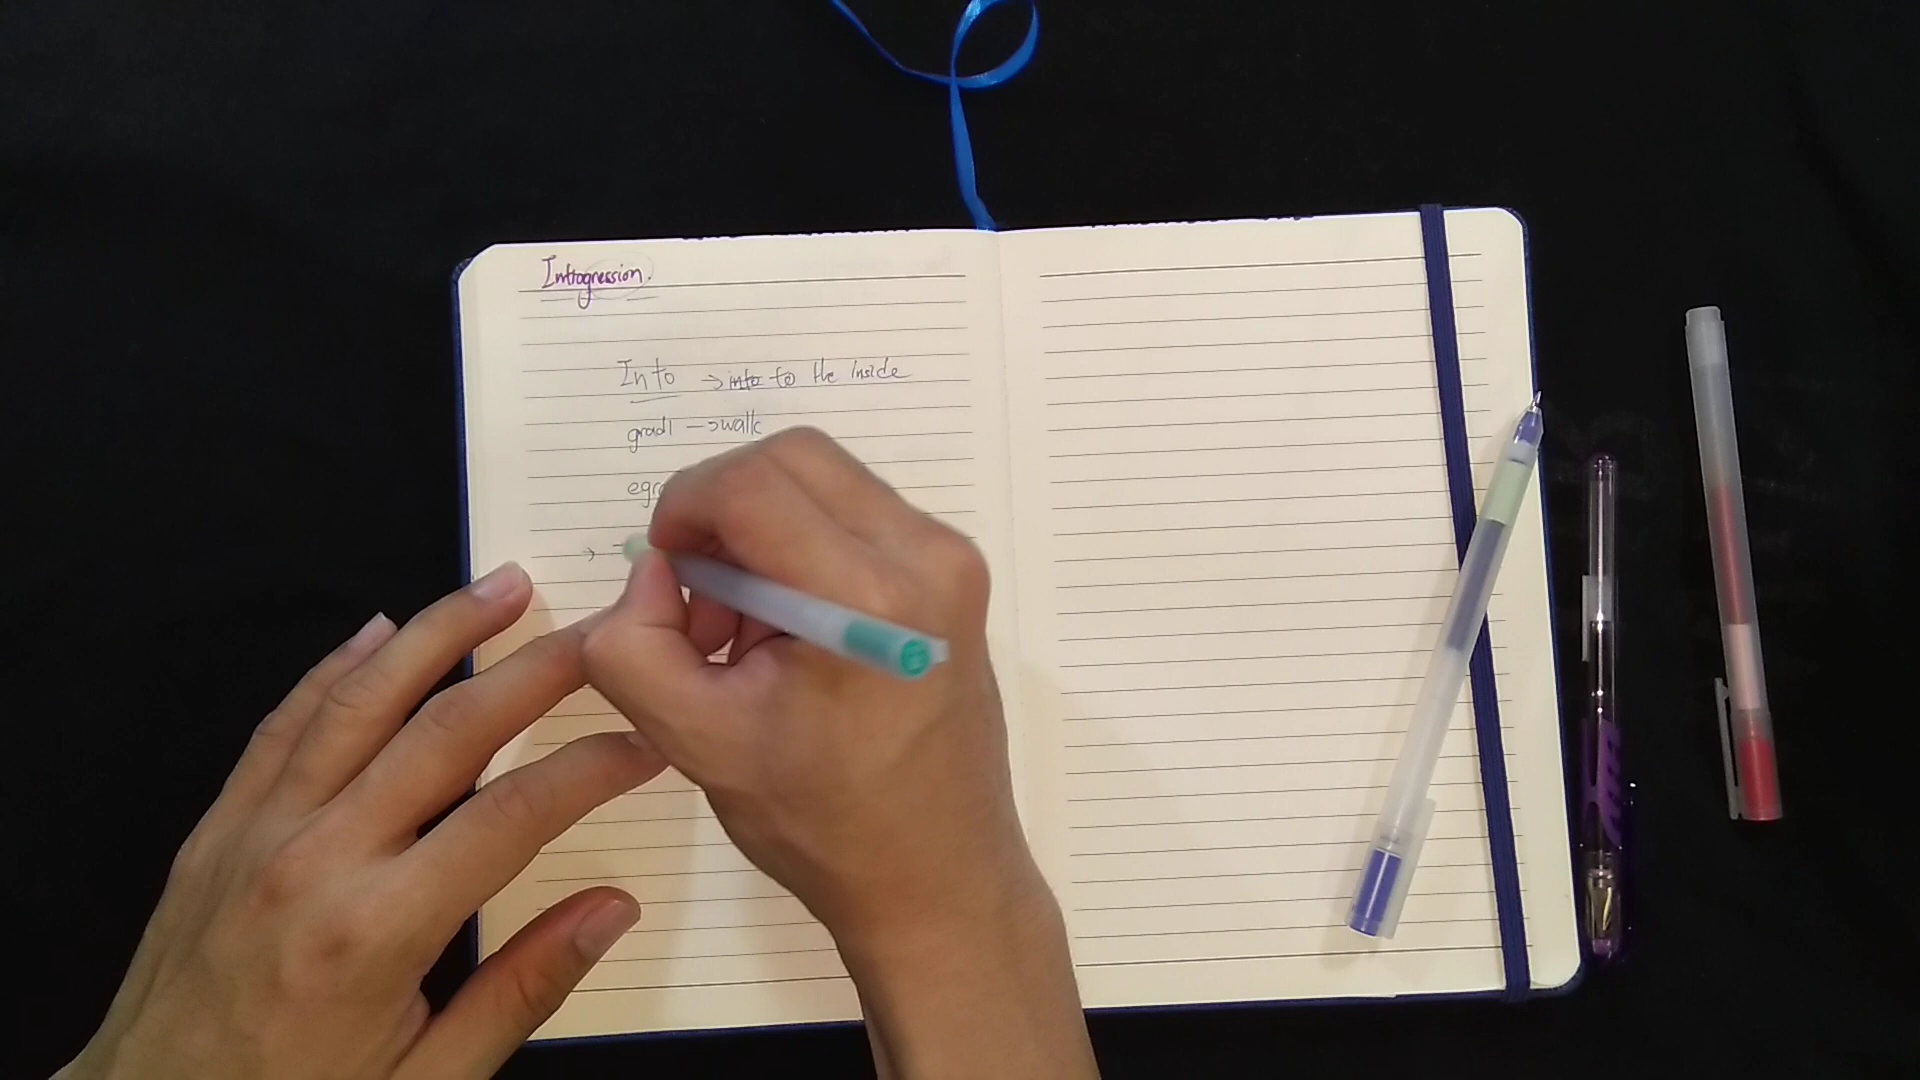 Introgression.
Into → into to the inside
gradi → walk
→